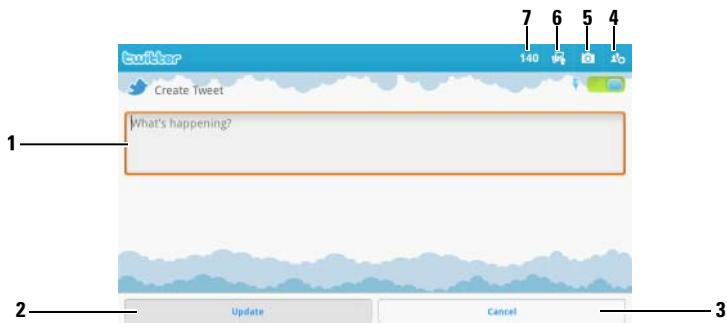 7 6 5 4
twitter 140
Create Tweet
What's happening?
1
2 Update Cancel 3